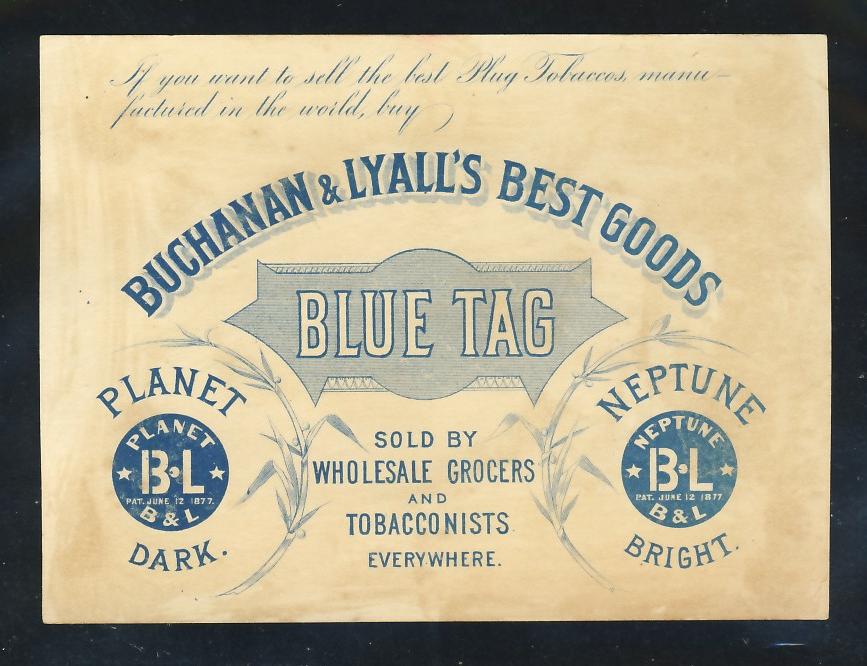 If you want to sell the best Plug Tobaccos, manu-
factured in the world, buy
BUCHANAN & LYALL'S BEST GOODS
BLUE TAG
PLANET
PLANET
B·L
PAT. JUNE 12 1877.
B & L
DARK.
SOLD BY
WHOLESALE GROCERS
AND
TOBACCONISTS
EVERYWHERE.
NEPTUNE
NEPTUNE
B·L
PAT. JUNE 12 1877
B & L
BRIGHT.